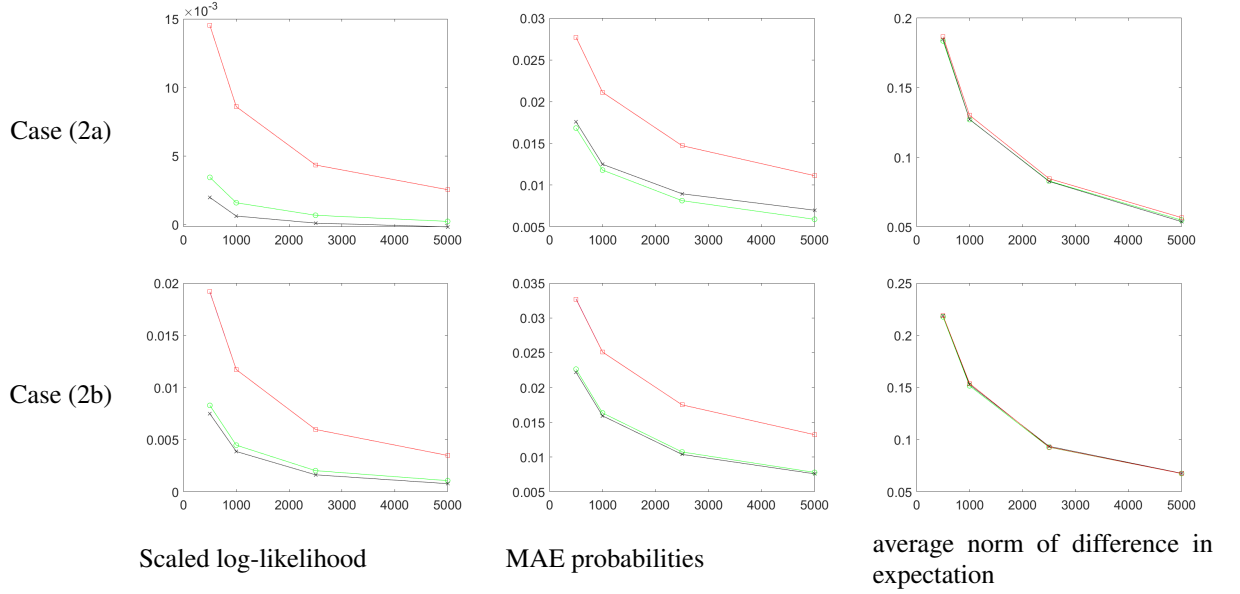 15 ×10⁻³
10
5
0
0 1000 2000 3000 4000 5000
0.03
0.025
0.02
0.015
0.01
0.005
0 1000 2000 3000 4000 5000
0.2
0.15
0.1
0.05
0 1000 2000 3000 4000 5000
Case (2a)
0.02
0.015
0.01
0.005
0
0 1000 2000 3000 4000 5000
0.035
0.03
0.025
0.02
0.015
0.01
0.005
0 1000 2000 3000 4000 5000
0.25
0.2
0.15
0.1
0.05
0 1000 2000 3000 4000 5000
Case (2b)
Scaled log-likelihood
MAE probabilities
average norm of difference in
expectation